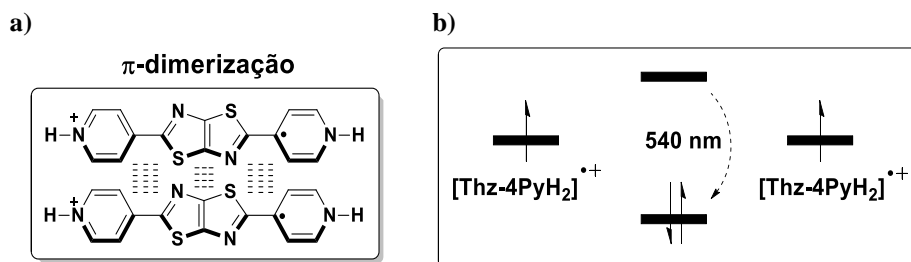 a)
π-dimerização
N S
H-N + • N-H
S N
N S
H-N + • N-H
S N
b)
540 nm
[Thz-4PyH₂]•+ [Thz-4PyH₂]•+